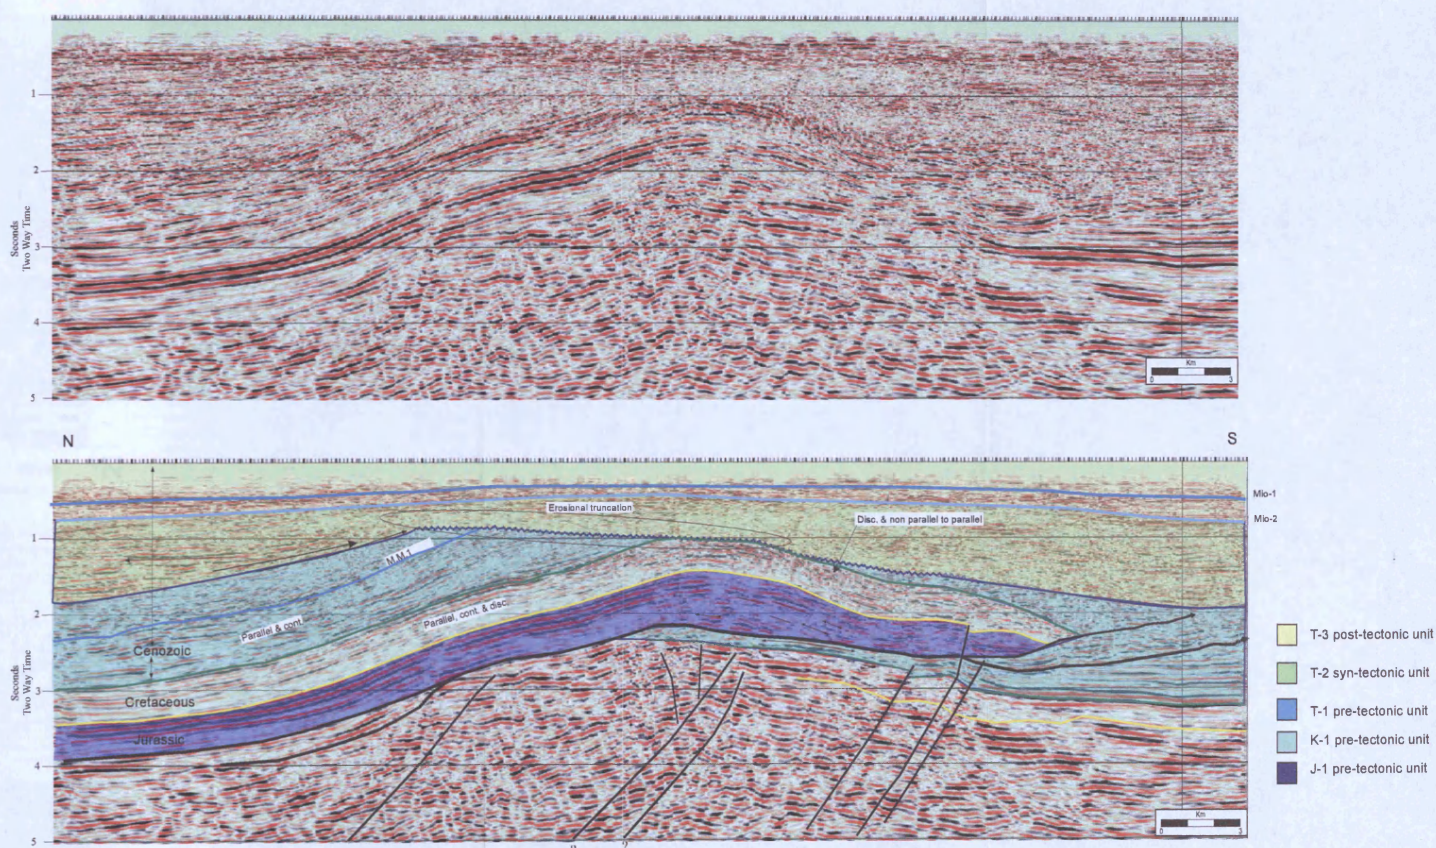 1
2
3
4
5
Seconds
Two Way Time
Km
0 3
N S
Mio-1
Mio-2
Erosional truncation
Disc. & non parallel to parallel
M.M.1
Parallel & cont.
Parallel, cont. & disc.
Cenozoic
Cretaceous
Jurassic
1
2
3
4
5
Seconds
Two Way Time
Km
0 3
?
T-3 post-tectonic unit
T-2 syn-tectonic unit
T-1 pre-tectonic unit
K-1 pre-tectonic unit
J-1 pre-tectonic unit